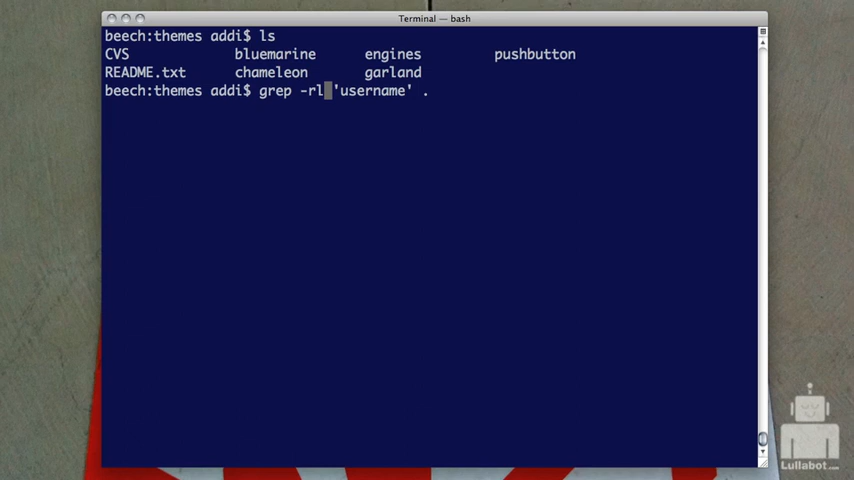 Terminal — bash
beech:themes addi$ ls
CVS bluemarine engines pushbutton
README.txt chameleon garland
beech:themes addi$ grep -rl 'username' .
Lullabot.com